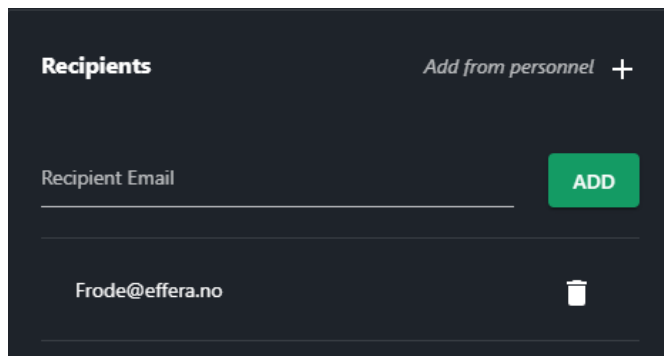 Recipients
Add from personnel
Recipient Email
ADD
Frode@effera.no